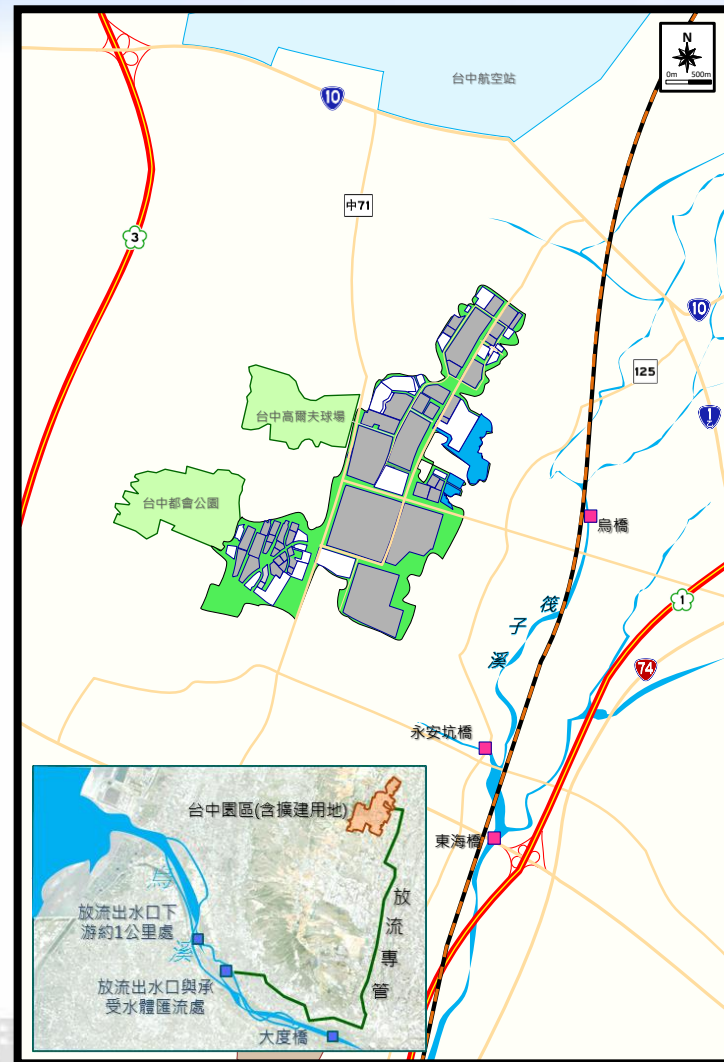 N
0m 500m
台中航空站
10
中71
3
10
125
1乙
台中高爾夫球場
台中都會公園
烏橋
筏子溪
1
74
永安坑橋
東海橋
台中園區(含擴建用地)
烏溪
放流專管
放流出水口下
游約1公里處
放流出水口與承
受水體匯流處
大度橋